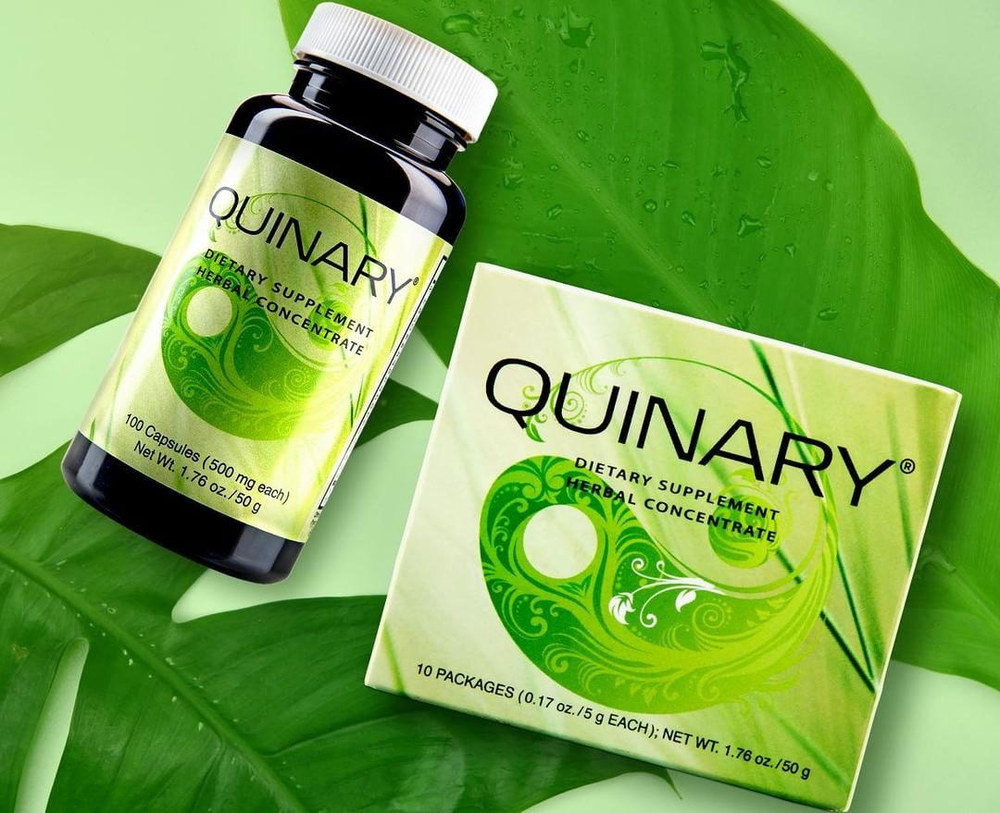 QUINARY®
DIETARY SUPPLEMENT
HERBAL CONCENTRATE
100 Capsules (500 mg each)
Net Wt. 1.76 oz./50 g
QUINARY®
DIETARY SUPPLEMENT
HERBAL CONCENTRATE
10 PACKAGES (0.17 oz./5 g EACH); NET WT. 1.76 oz./50 g